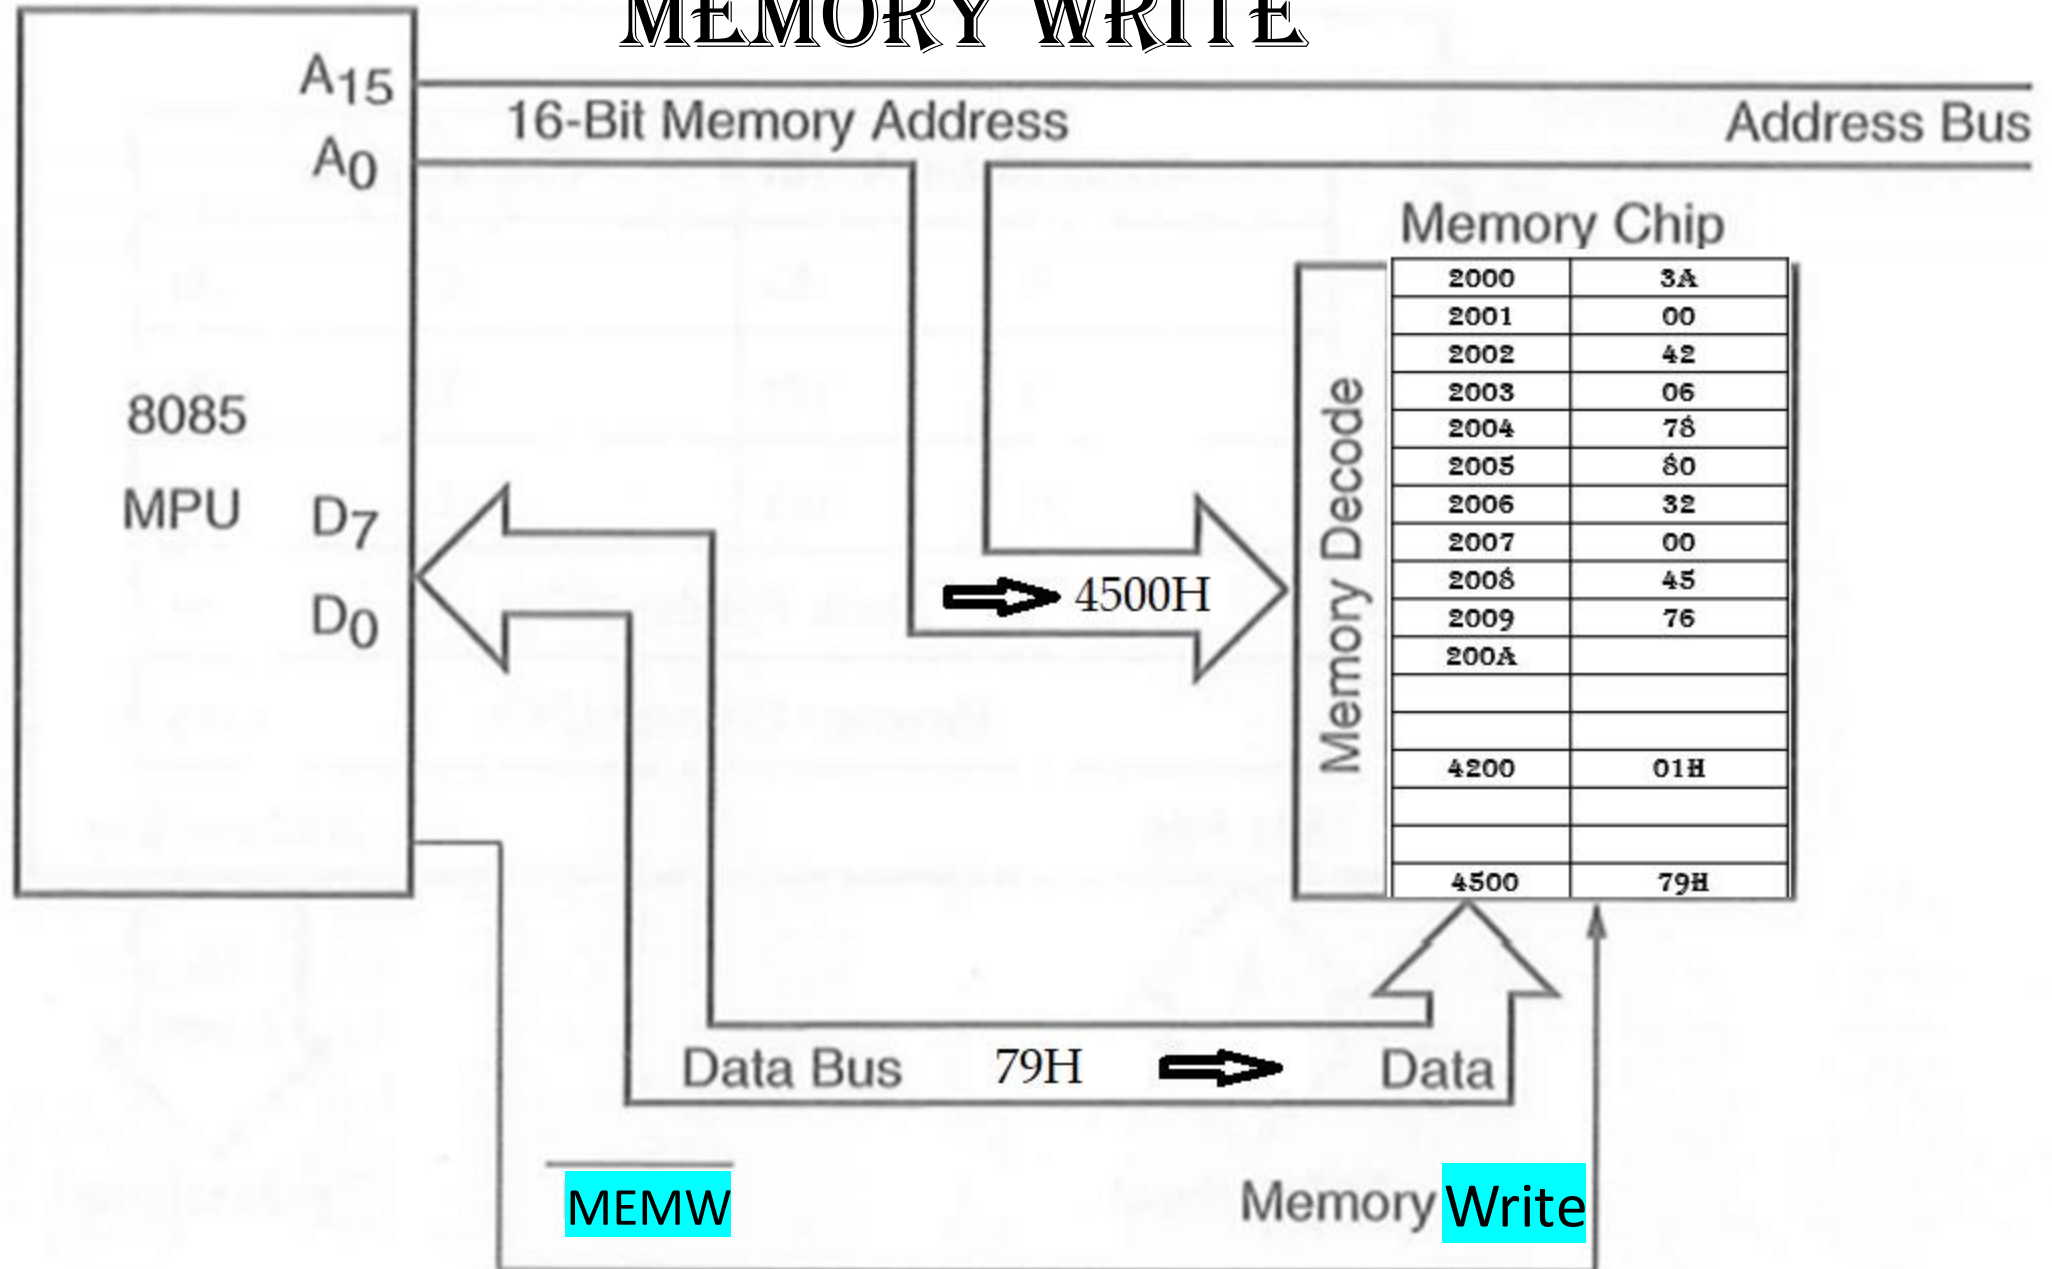 MEMORY WRITE
A15
16-Bit Memory Address
Address Bus
A0
Memory Chip
8085
MPU
D7
D0
4500H
Memory Decode
2000 3A
2001 00
2002 42
2003 06
2004 78
2005 80
2006 32
2007 00
2008 45
2009 76
200A
4200 01H
4500 79H
Data Bus 79H Data
MEMW
Memory Write